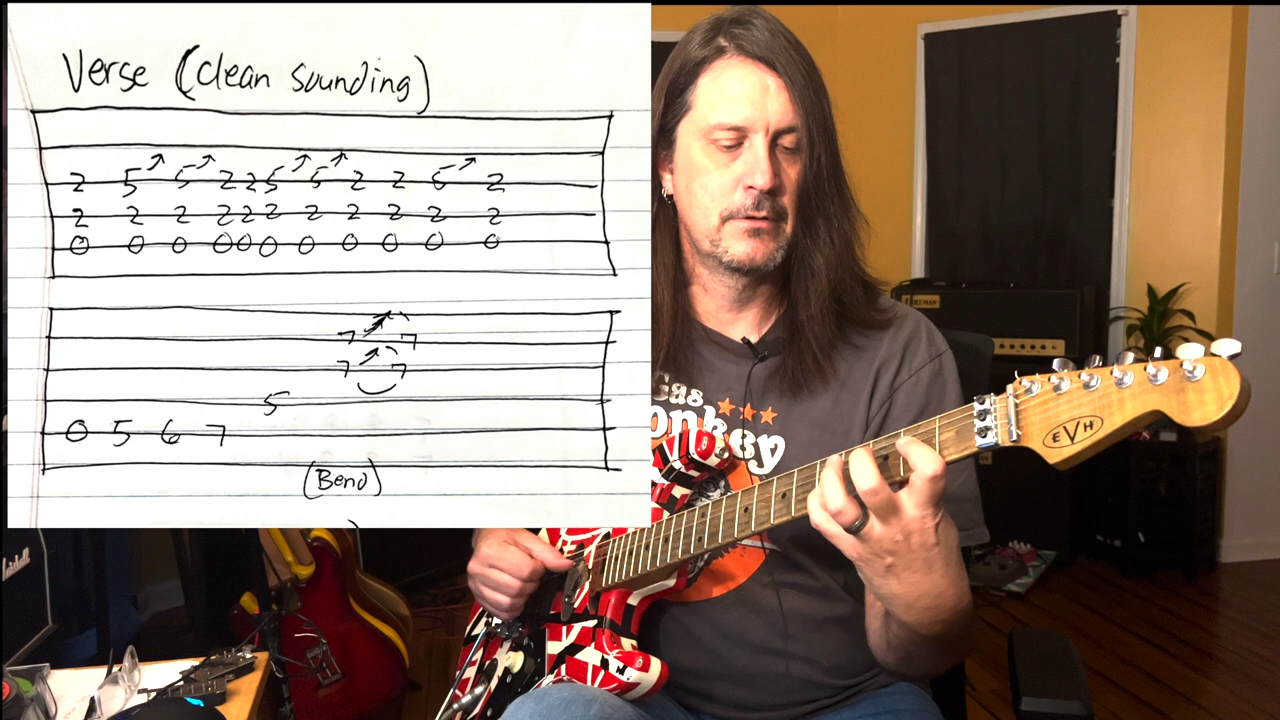 Verse (clean sounding)
2 5 5 2 2 5 5 2 2 5 2
2 2 2 2 2 2 2 2 2 2 2
0 0 0 0 0 0 0 0 0 0 0
7 7
7 7
5
0 5 6 7
(Bend)
Gas
onkey
EVH